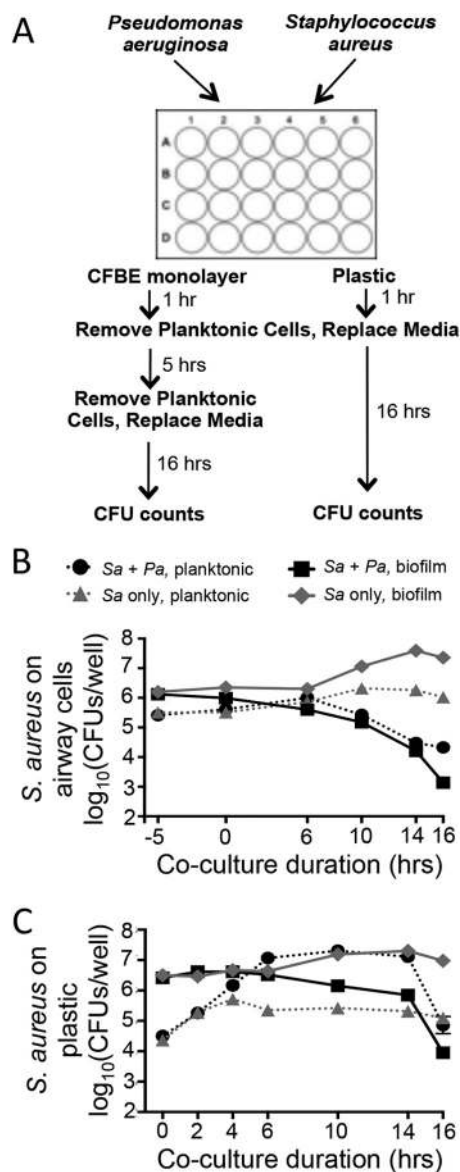 A
Pseudomonas
aeruginosa
Staphylococcus
aureus
1 2 3 4 5 6
A
B
C
D
CFBE monolayer
Plastic
1 hr
1 hr
Remove Planktonic Cells, Replace Media
5 hrs
Remove Planktonic
Cells, Replace Media
16 hrs
16 hrs
CFU counts
CFU counts
B
Sa + Pa, planktonic
Sa + Pa, biofilm
Sa only, planktonic
Sa only, biofilm
S. aureus on
airway cells
log10(CFUs/well)
8
7
6
5
4
3
2
-5 0 6 10 14 16
Co-culture duration (hrs)
C
S. aureus on
plastic
log10(CFUs/well)
8
7
6
5
4
3
2
0 2 4 6 10 14 16
Co-culture duration (hrs)